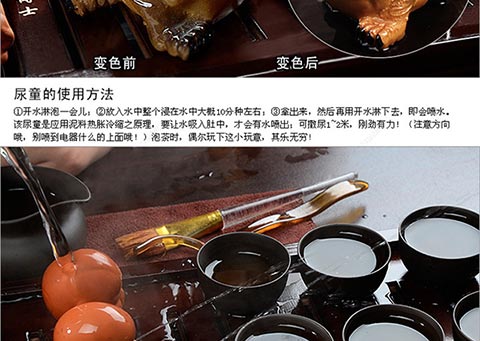 士
变色前 变色后
尿童的使用方法
①开水淋泡一会儿；②放入水中整个浸在水中大概10分种左右；③拿出来，然后再用开水淋下去，即会喷水。
该尿童是应用泥料热胀冷缩之原理，要让水吸入肚中，才会有水喷出；可撒尿1~2米，刚劲有力！（注意方向
哦，别喷到电器什么的上面哦！）泡茶时，偶尔玩下这小玩意，其乐无穷！